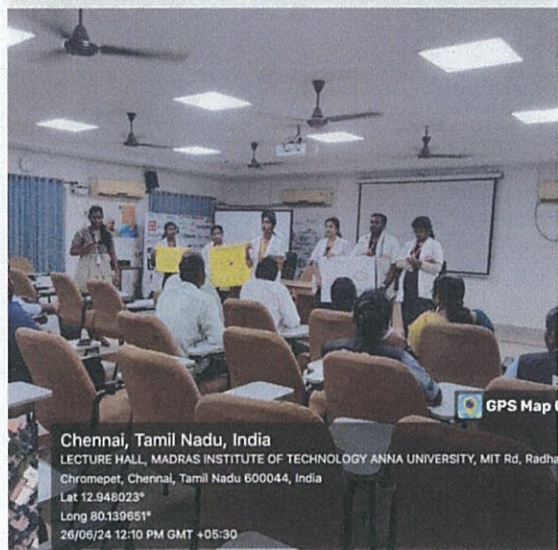 GPS Map
Chennai, Tamil Nadu, India
LECTURE HALL, MADRAS INSTITUTE OF TECHNOLOGY ANNA UNIVERSITY, MIT Rd, Radha
Chromepet, Chennai, Tamil Nadu 600044, India
Lat 12.948023°
Long 80.139651°
26/06/24 12:10 PM GMT +05:30